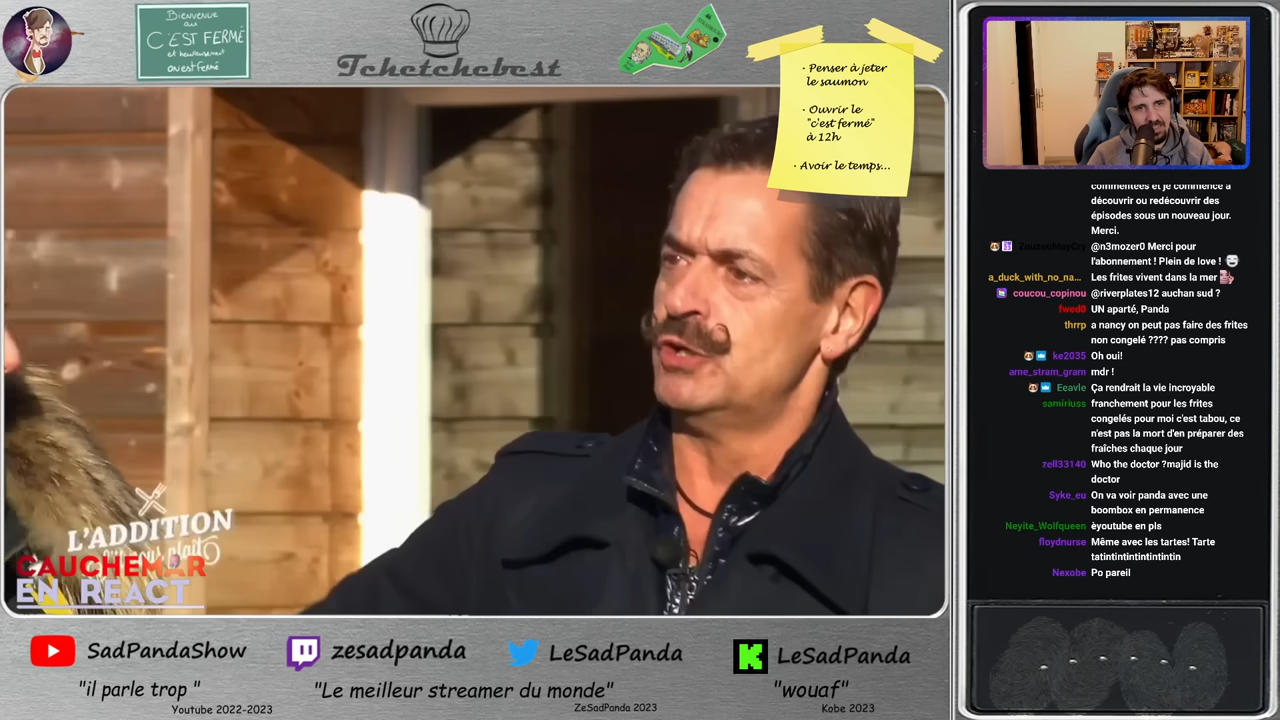 Bienvenue
au
C'EST FERMÉ
et heureusement
on est fermé
Tchetchebest
· Penser à jeter
le saumon
· Ouvrir le
"c'est fermé"
à 12h
· Avoir le temps...
L'ADDITION
s'il vous plaît
CAUCHEMAR
EN REACT
SadPandaShow
"il parle trop "
Youtube 2022-2023
zesadpanda
"Le meilleur streamer du monde"
ZeSadPanda 2023
LeSadPanda
LeSadPanda
"wouaf"
Kobe 2023
commentées et je commence à
découvrir ou redécouvrir des
épisodes sous un nouveau jour.
Merci.
ZouzouMayCry @n3mozer0 Merci pour
l'abonnement ! Plein de love !
a_duck_with_no_na... Les frites vivent dans la mer
coucou_copinou @riverplates12 auchan sud ?
fwed0 UN aparté, Panda
thrrp a nancy on peut pas faire des frites
non congelé ???? pas compris
ke2035 Oh oui!
ame_stram_gram mdr !
Eeavle Ça rendrait la vie incroyable
samiriuss franchement pour les frites
congelés pour moi c'est tabou, ce
n'est pas la mort d'en préparer des
fraîches chaque jour
zell33140 Who the doctor ?majid is the
doctor
Syke_eu On va voir panda avec une
boombox en permanence
Neyite_Wolfqueen èyoutube en pls
floydnurse Même avec les tartes! Tarte
tatintintintintintintin
Nexobe Po pareil